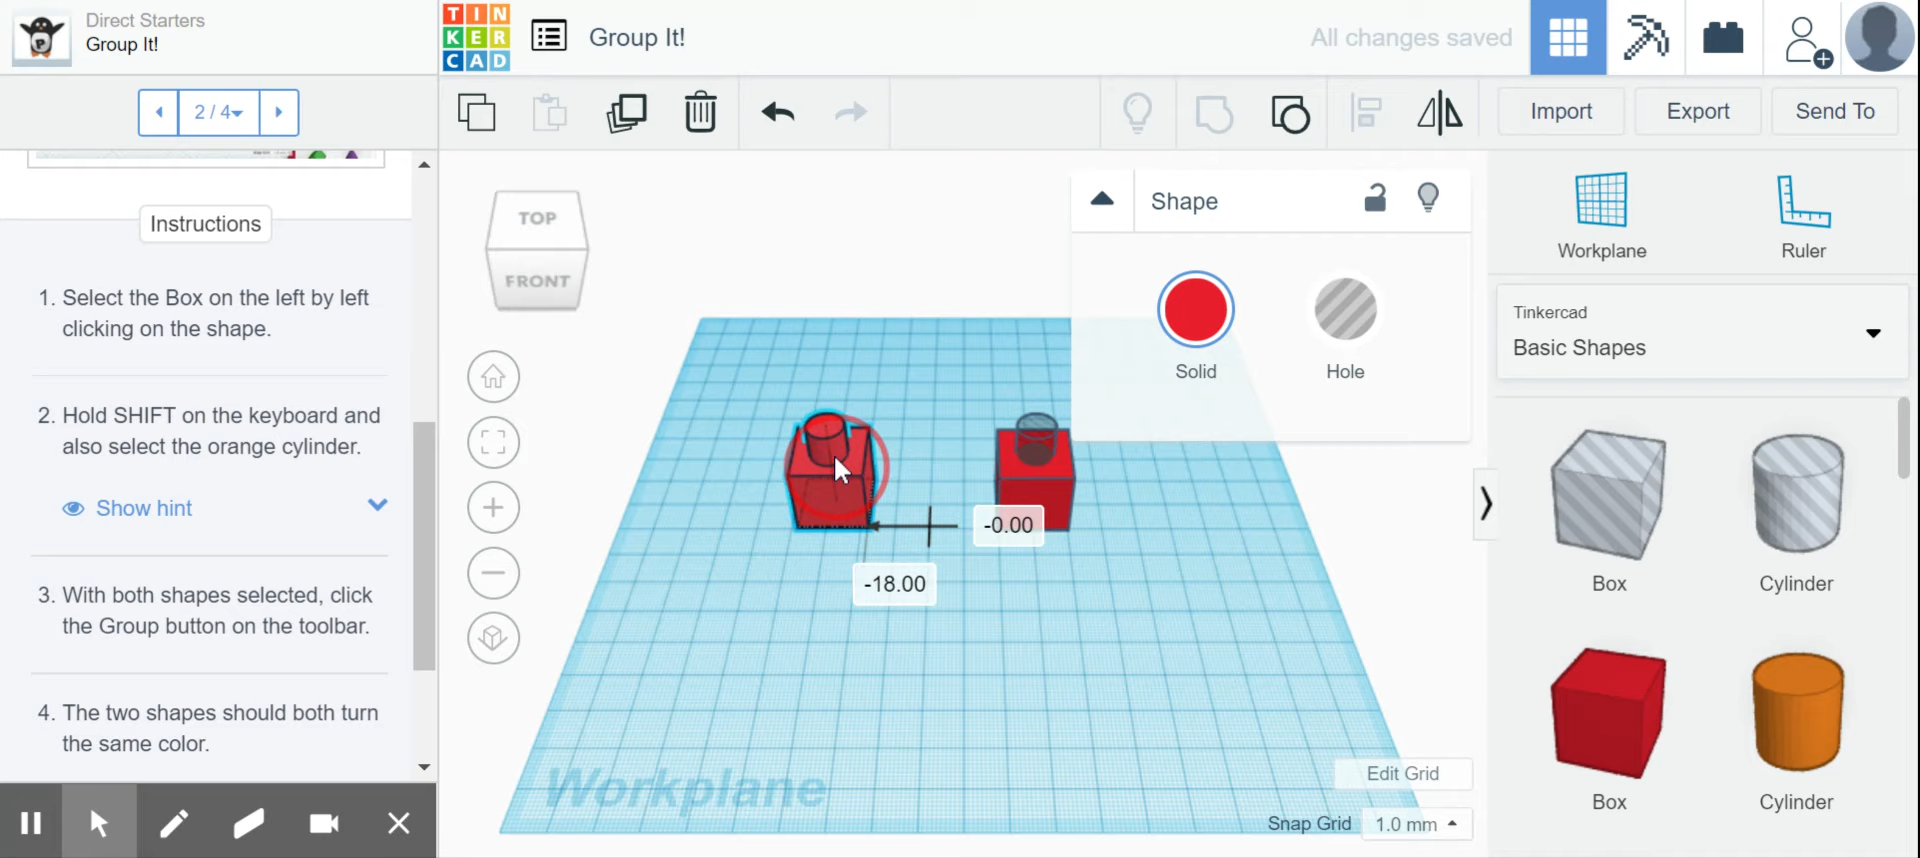 Direct Starters
Group It!
2 / 4
Instructions
1. Select the Box on the left by left
clicking on the shape.
2. Hold SHIFT on the keyboard and
also select the orange cylinder.
Show hint
3. With both shapes selected, click
the Group button on the toolbar.
4. The two shapes should both turn
the same color.
TIN
KER
CAD
Group It!
All changes saved
Import
Export
Send To
TOP
FRONT
Shape
Solid
Hole
-0.00
-18.00
Workplane
Edit Grid
Snap Grid 1.0 mm
Workplane
Ruler
Tinkercad
Basic Shapes
Box
Cylinder
Box
Cylinder
P